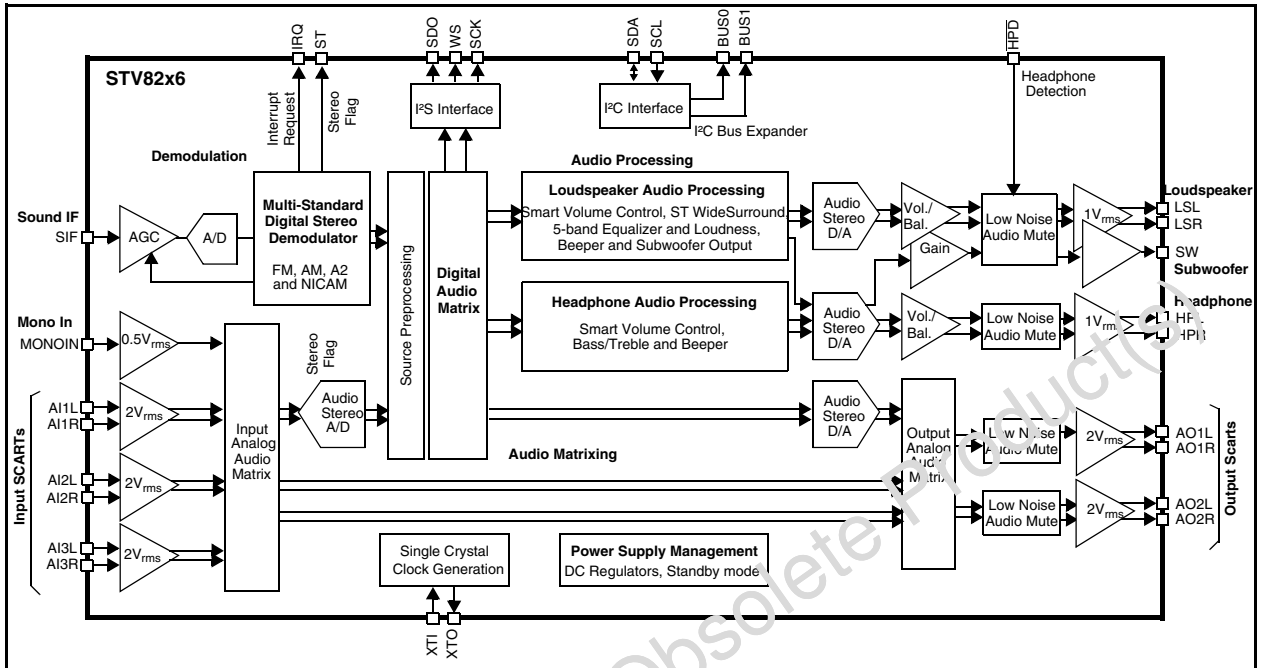 IRQ
ST
SDO
WS
SCK
SDA
SCL
BUS0
BUS1
HPD
STV82x6
Interrupt
Request
Stereo
Flag
I²S Interface
I²C Interface
I²C Bus Expander
Headphone
Detection
Demodulation
Audio Processing
Sound IF
SIF
AGC
A/D
Multi-Standard
Digital Stereo
Demodulator
FM, AM, A2
and NICAM
Source Preprocessing
Digital
Audio
Matrix
Loudspeaker Audio Processing
Smart Volume Control, ST WideSurround,
5-band Equalizer and Loudness,
Beeper and Subwoofer Output
Audio
Stereo
D/A
Vol./
Bal.
Gain
Low Noise
Audio Mute
1Vrms
Loudspeaker
LSL
LSR
SW
Subwoofer
Headphone Audio Processing
Smart Volume Control,
Bass/Treble and Beeper
Audio
Stereo
D/A
Vol./
Bal.
Low Noise
Audio Mute
1Vrms
Headphone
HPL
HPR
Mono In
MONOIN
0.5Vrms
Input SCARTs
AI1L
AI1R
2Vrms
AI2L
AI2R
2Vrms
AI3L
AI3R
2Vrms
Input
Analog
Audio
Matrix
Stereo
Flag
Audio
Stereo
A/D
Audio Matrixing
Audio
Stereo
D/A
Output
Analog
Audio
Matrix
Low Noise
Audio Mute
2Vrms
AO1L
AO1R
Low Noise
Audio Mute
2Vrms
AO2L
AO2R
Output Scarts
Single Crystal
Clock Generation
Power Supply Management
DC Regulators, Standby mode
XTI
XTO
Obsolete Product(s)